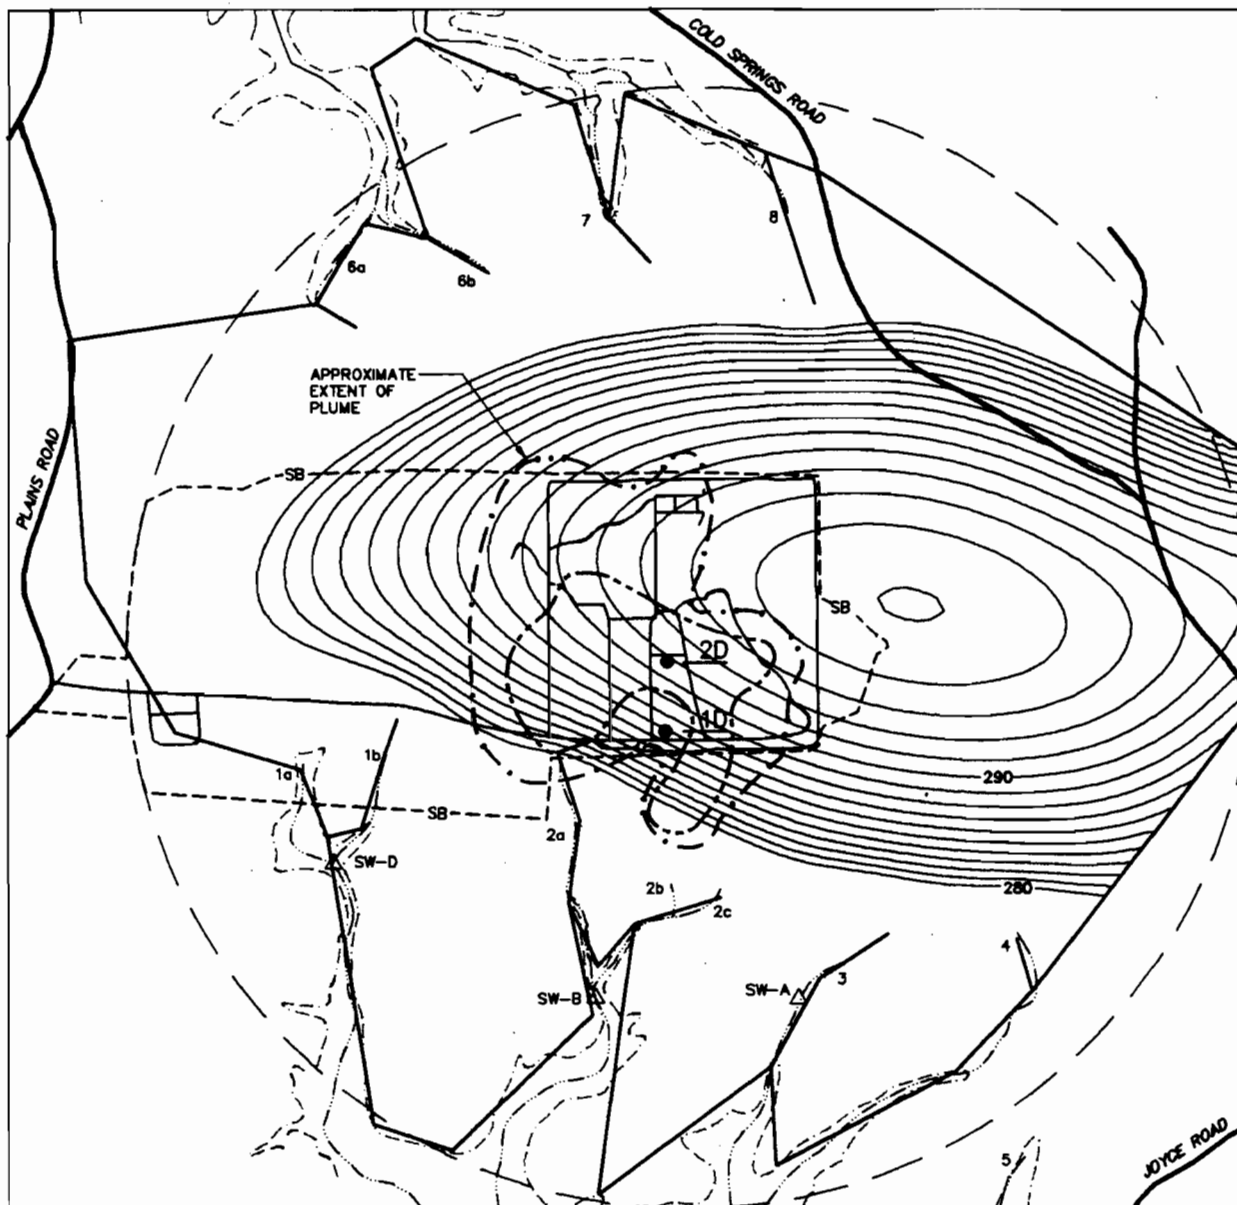 COLD SPRINGS ROAD
7
8
6a
6b
APPROXIMATE
EXTENT OF
PLUME
PLAINS ROAD
SB
SB
2D
1D
1b
1a
290
SB
2a
SW-D
280
2b
2c
4
3
SW-B
SW-A
5
JOYCE ROAD